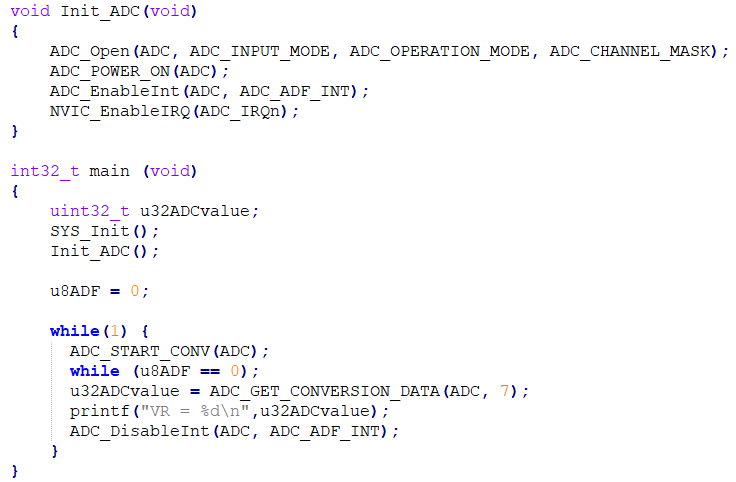 void Init_ADC(void)
{
    ADC_Open(ADC, ADC_INPUT_MODE, ADC_OPERATION_MODE, ADC_CHANNEL_MASK);
    ADC_POWER_ON(ADC);
    ADC_EnableInt(ADC, ADC_ADF_INT);
    NVIC_EnableIRQ(ADC_IRQn);
}

int32_t main (void)
{
    uint32_t u32ADCvalue;
    SYS_Init();
    Init_ADC();

    u8ADF = 0;

    while(1) {
      ADC_START_CONV(ADC);
      while (u8ADF == 0);
      u32ADCvalue = ADC_GET_CONVERSION_DATA(ADC, 7);
      printf("VR = %d\n",u32ADCvalue);
      ADC_DisableInt(ADC, ADC_ADF_INT);
    }
}